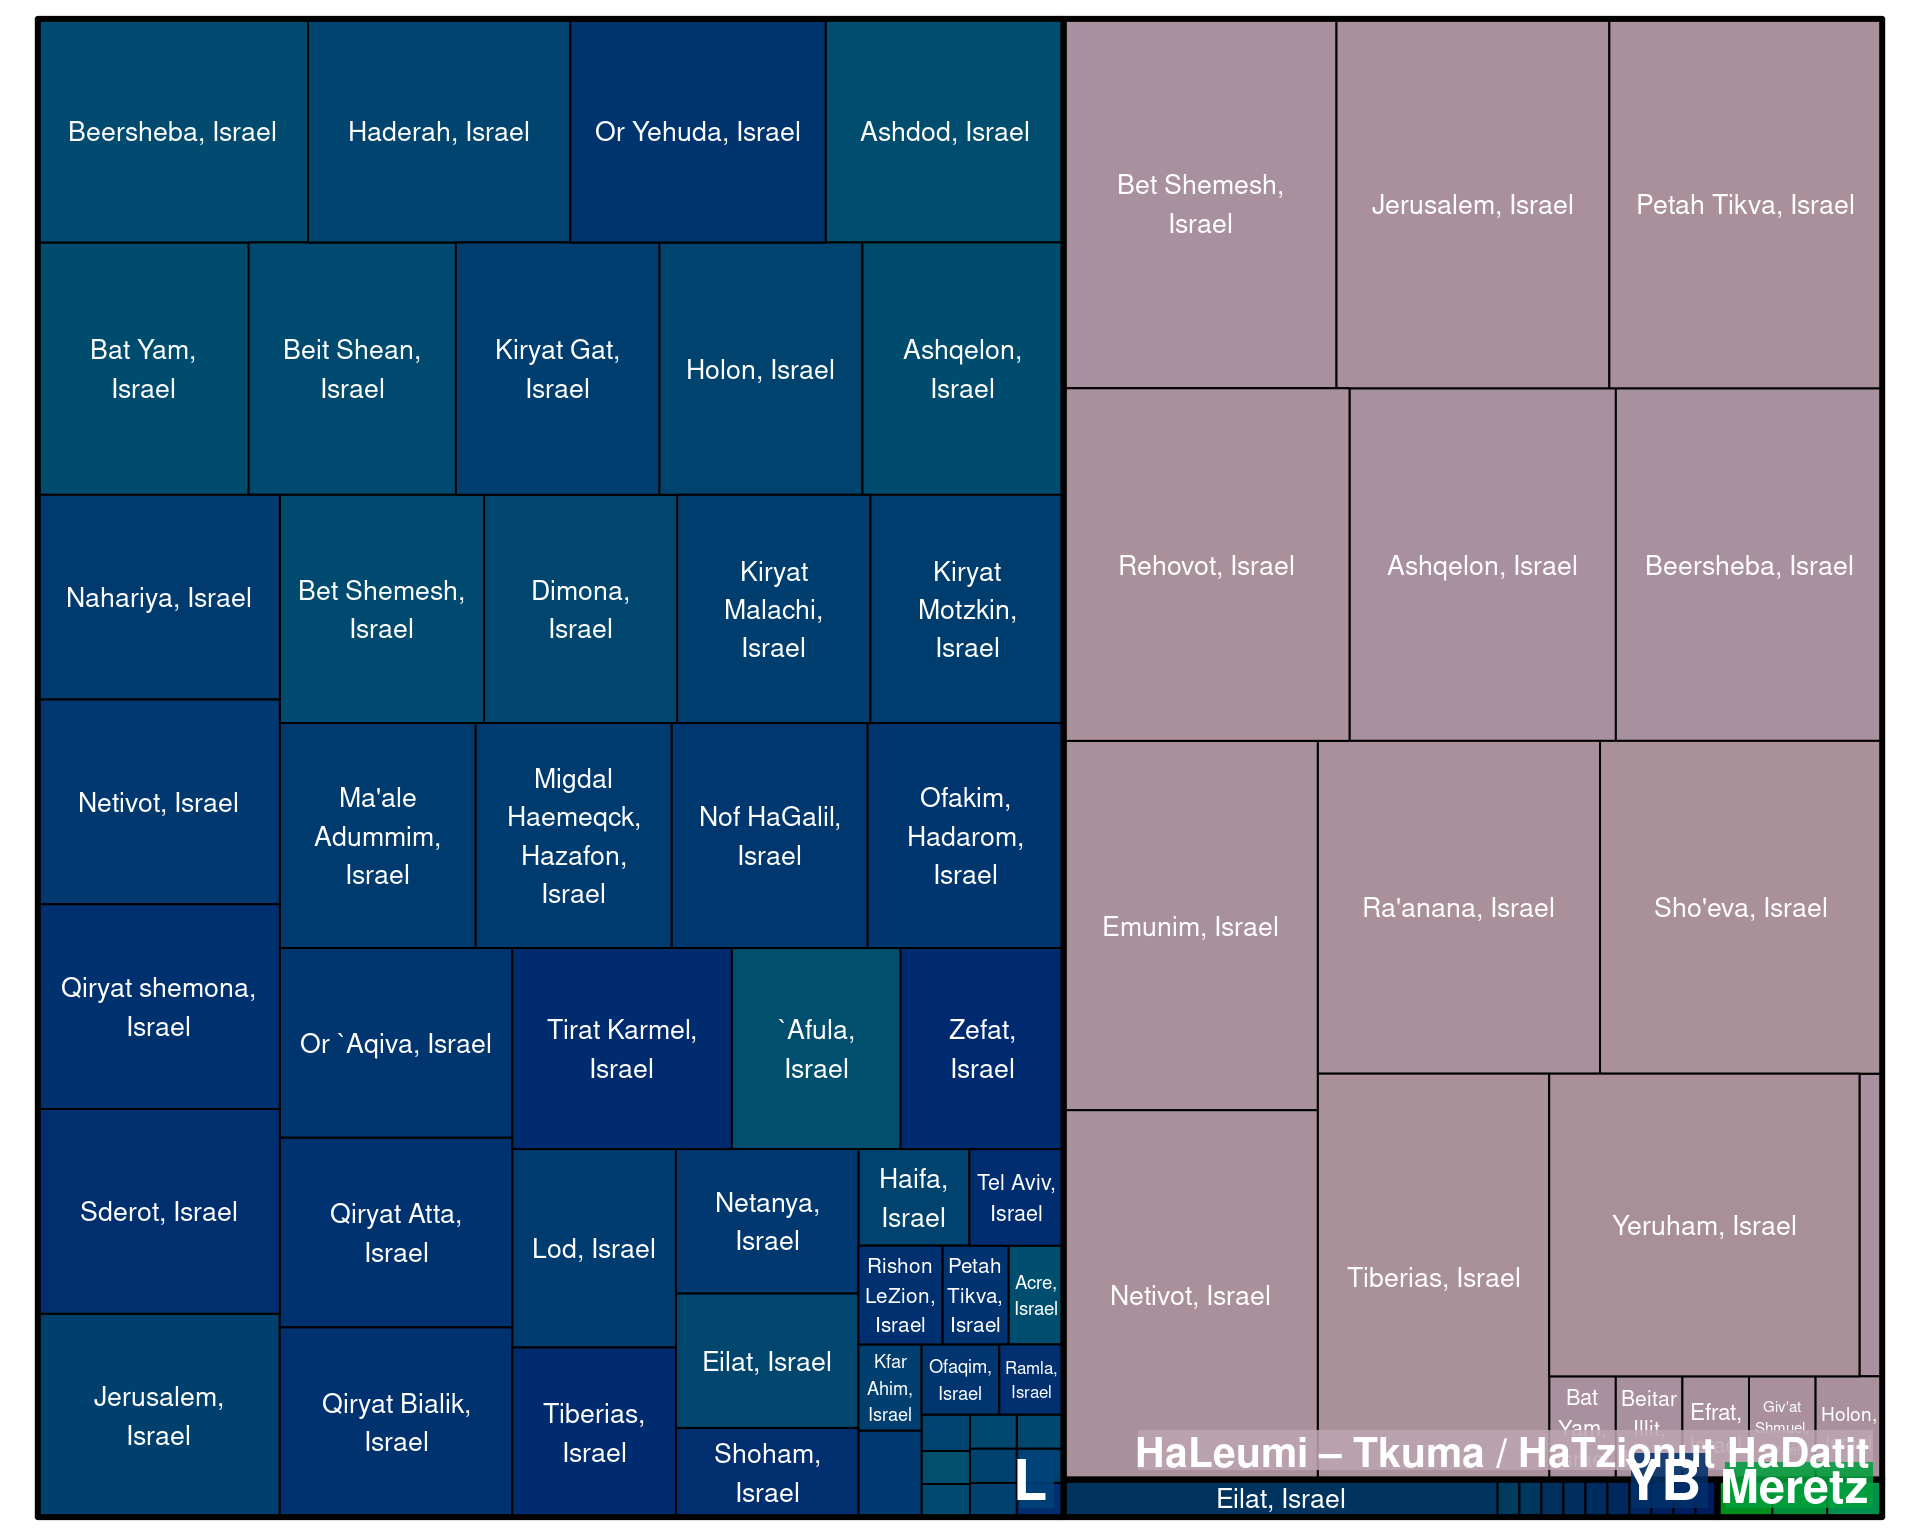 Beersheba, Israel
Haderah, Israel
Or Yehuda, Israel
Ashdod, Israel
Bat Yam,
Israel
Beit Shean,
Israel
Kiryat Gat,
Israel
Holon, Israel
Ashqelon,
Israel
Nahariya, Israel
Bet Shemesh,
Israel
Dimona,
Israel
Kiryat
Malachi,
Israel
Kiryat
Motzkin,
Israel
Netivot, Israel
Ma'ale
Adummim,
Israel
Migdal
Haemeqck,
Hazafon,
Israel
Nof HaGalil,
Israel
Ofakim,
Hadarom,
Israel
Qiryat shemona,
Israel
Or `Aqiva, Israel
Tirat Karmel,
Israel
`Afula,
Israel
Zefat,
Israel
Sderot, Israel
Qiryat Atta,
Israel
Lod, Israel
Netanya,
Israel
Haifa,
Israel
Tel Aviv,
Israel
Rishon
LeZion,
Israel
Petah
Tikva,
Israel
Acre,
Israel
Jerusalem,
Israel
Qiryat Bialik,
Israel
Tiberias,
Israel
Eilat, Israel
Shoham,
Israel
Kfar
Ahim,
Israel
Ofaqim,
Israel
Ramla,
Israel
L
Bet Shemesh,
Israel
Jerusalem, Israel
Petah Tikva, Israel
Rehovot, Israel
Ashqelon, Israel
Beersheba, Israel
Emunim, Israel
Ra'anana, Israel
Sho'eva, Israel
Netivot, Israel
Tiberias, Israel
Yeruham, Israel
Bat
Yam,
Beitar
Illit,
Efrat,
Giv'at
Shmuel,
Holon,
HaLeumi – Tkuma / HaTzionut HaDatit
Eilat, Israel
YB
Meretz